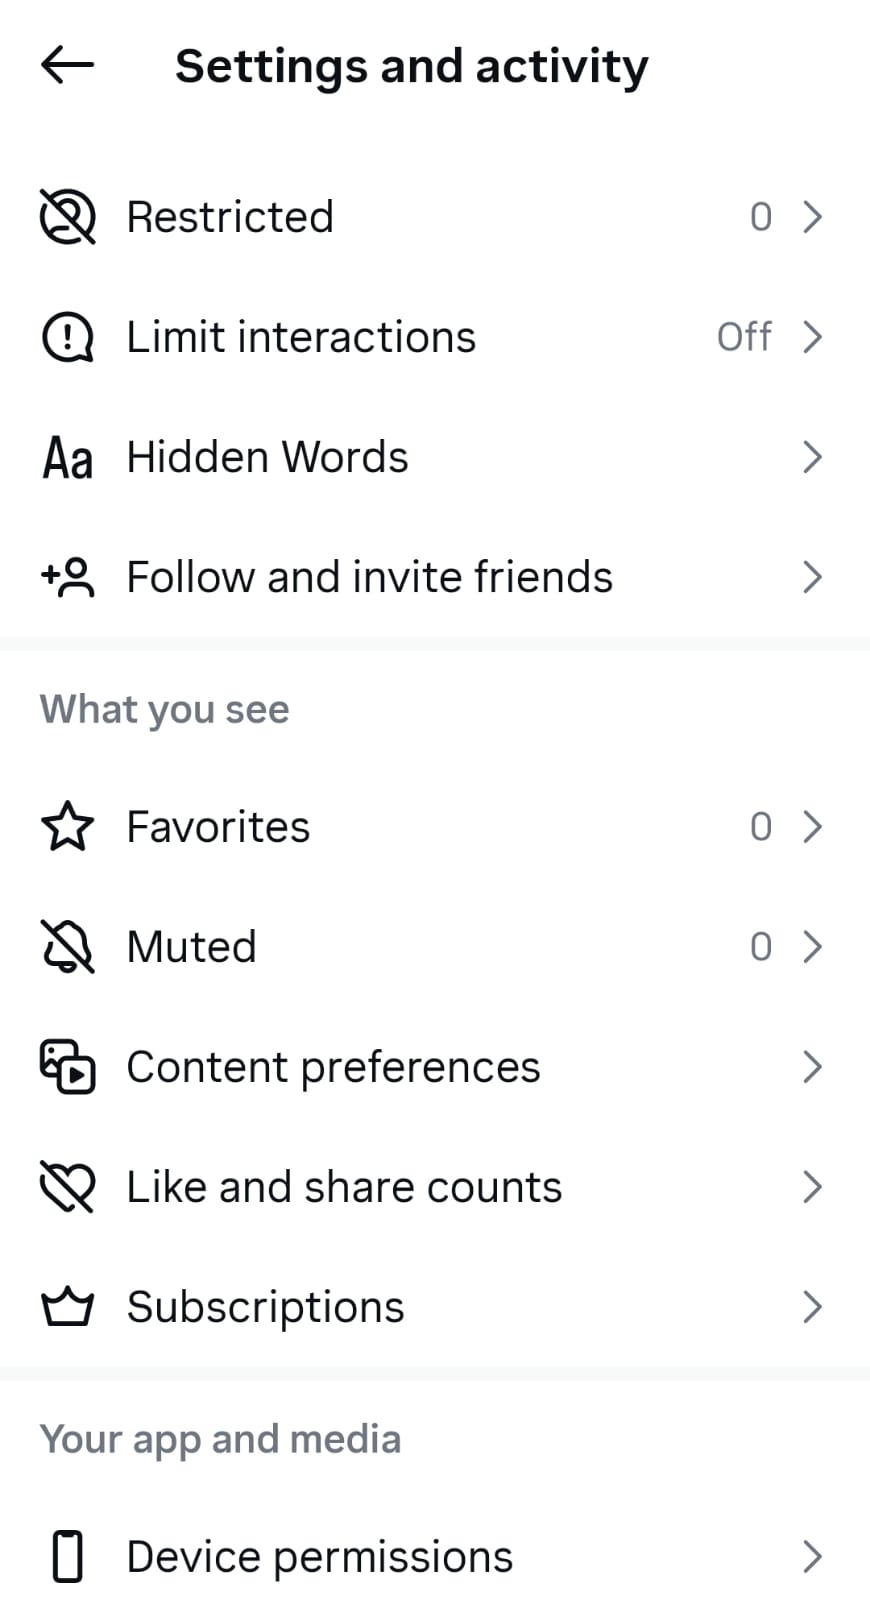 Settings and activity
Restricted 0
Limit interactions Off
Aa Hidden Words
Follow and invite friends
What you see
Favorites 0
Muted 0
Content preferences
Like and share counts
Subscriptions
Your app and media
Device permissions